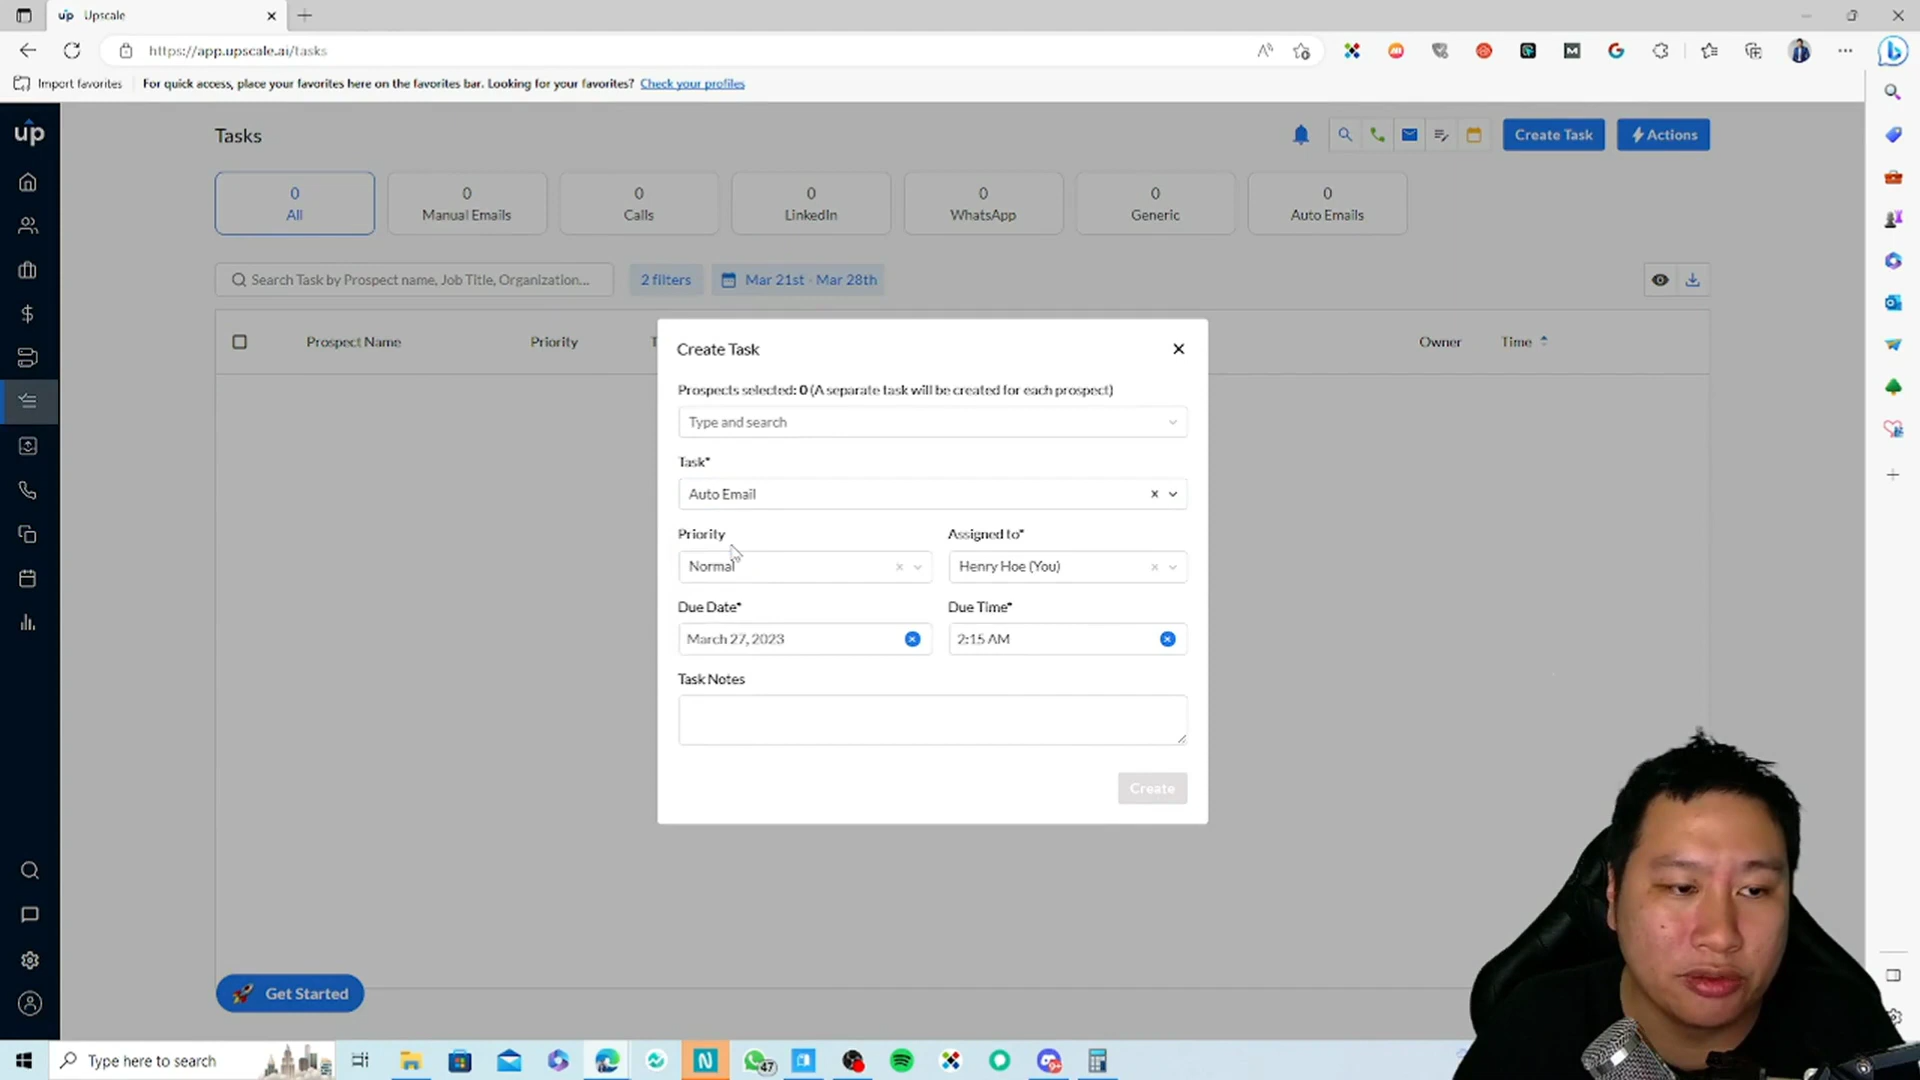 Upscale
https://app.upscale.ai/tasks
Import favorites
For quick access, place your favorites here on the favorites bar. Looking for your favorites? Check your profiles
up
Tasks
Create Task
Actions
0
All
0
Manual Emails
0
Calls
0
LinkedIn
0
WhatsApp
0
Generic
0
Auto Emails
Search Task by Prospect name, Job Title, Organization...
2 filters
Mar 21st - Mar 28th
Prospect Name
Priority
T
Owner
Time
Create Task
Prospects selected: 0 (A separate task will be created for each prospect)
Type and search
Task*
Auto Email
Priority
Assigned to*
Normal
Henry Hoe (You)
Due Date*
Due Time*
March 27, 2023
2:15 AM
Task Notes
Create
Get Started
Type here to search
47